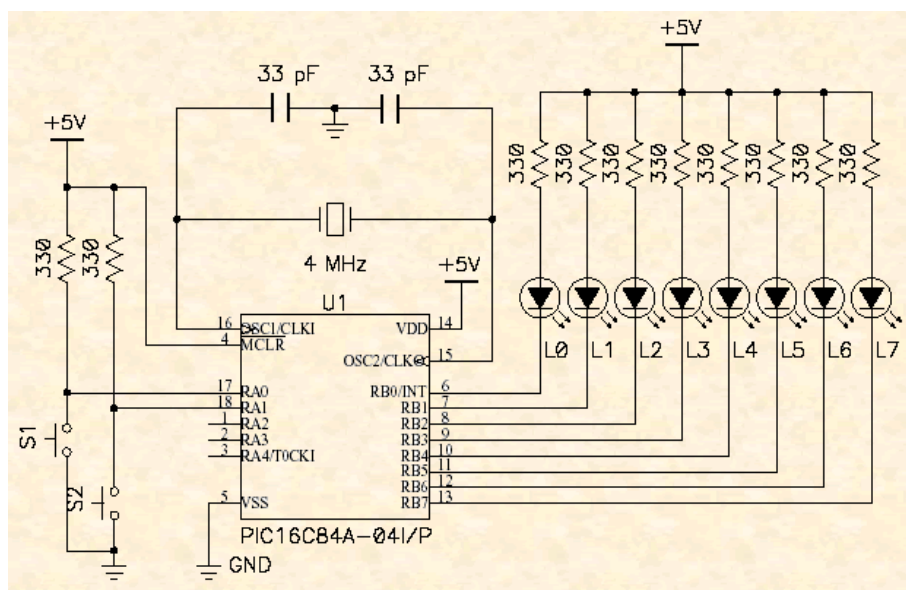 +5V
33 pF
33 pF
+5V
330
330
330
330
330
330
330
330
330
330
4 MHz
+5V
U1
16
OSC1/CLKI
VDD
14
4
MCLR
OSC2/CLKO
15
17
RA0
RB0/INT
6
18
RA1
RB1
7
1
RA2
RB2
8
2
RA3
RB3
9
3
RA4/T0CKI
RB4
10
RB5
11
RB6
12
5
VSS
RB7
13
L0
L1
L2
L3
L4
L5
L6
L7
S1
S2
PIC16C84A-04I/P
GND